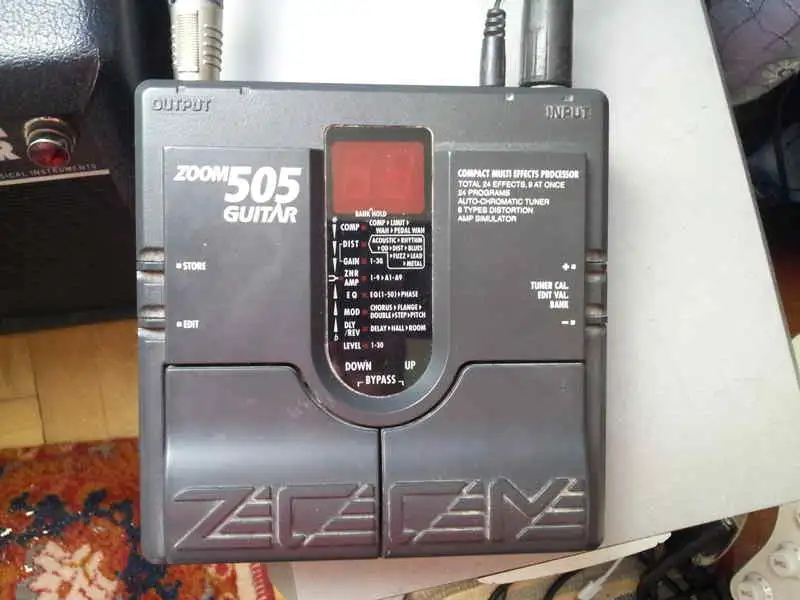 OUTPUT
INPUT
ZOOM 505
GUITAR
COMPACT MULTI EFFECTS PROCESSOR
TOTAL 24 EFFECTS, 9 AT ONCE
24 PROGRAMS
AUTO-CHROMATIC TUNER
8 TYPES DISTORTION
AMP SIMULATOR
SICAL INSTRUMENTS
BANK HOLD
COMP COMP▸LIMIT▸
WAH▸PEDAL WAH
DIST ACOUSTIC▸RHYTHM
▸OD▸DIST▸BLUES
▸FUZZ▸LEAD
▸METAL
GAIN 1-30
ZNR
AMP 1-9▸A1-A9
EQ EQ(1-50)▸PHASE
MOD CHORUS▸FLANGE▸
DOUBLE▸STEP▸PITCH
DLY
/REV DELAY▸HALL▸ROOM
LEVEL 1-30
DOWN UP
BYPASS
STORE
EDIT
+
TUNER CAL.
EDIT VAL.
BANK
−
ZOOM